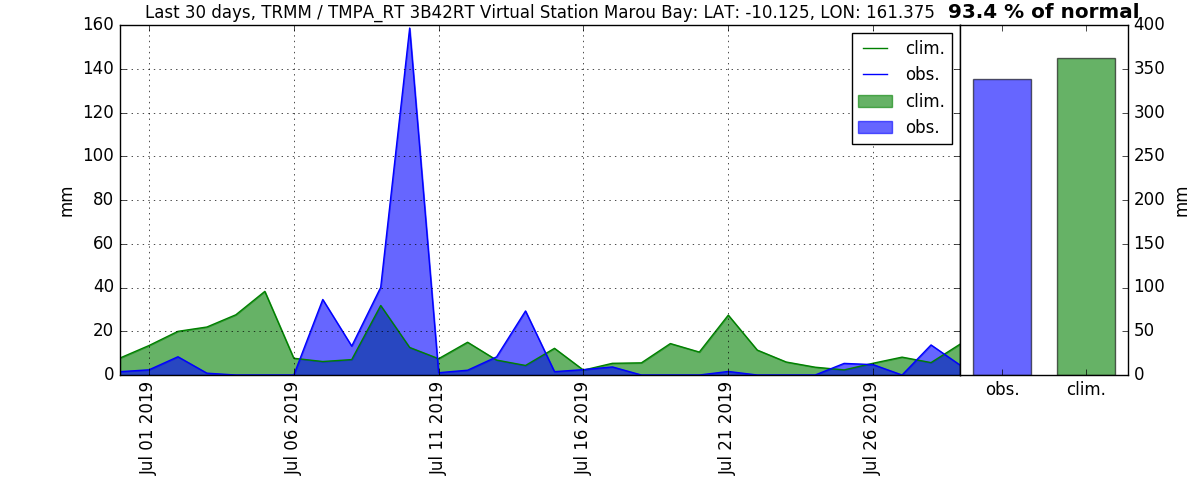 Last 30 days, TRMM / TMPA_RT 3B42RT Virtual Station Marou Bay: LAT: -10.125, LON: 161.375 93.4 % of normal
160
140
120
100
80
60
40
20
0
mm
clim.
obs.
clim.
obs.
Jul 01 2019
Jul 06 2019
Jul 11 2019
Jul 16 2019
Jul 21 2019
Jul 26 2019
400
350
300
250
200
150
100
50
0
mm
obs. clim.